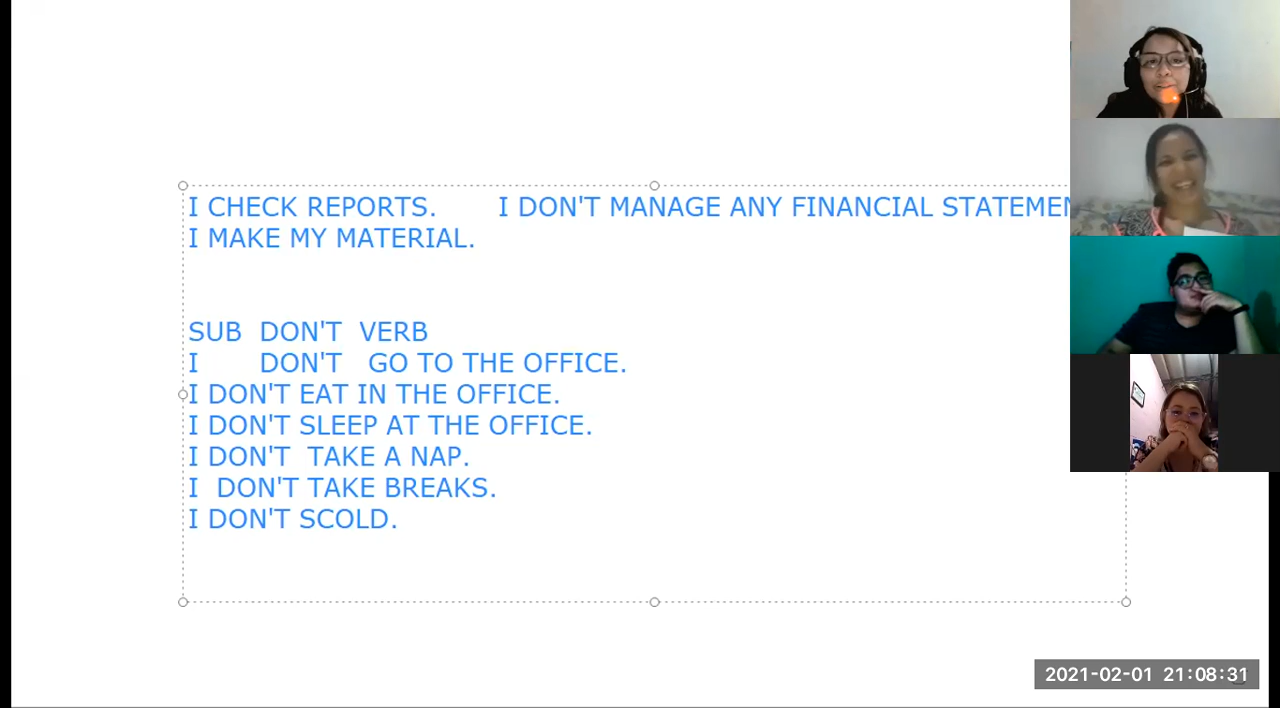 I CHECK REPORTS. I DON'T MANAGE ANY FINANCIAL
I MAKE MY MATERIAL.
SUB DON'T VERB
I DON'T GO TO THE OFFICE.
I DON'T EAT IN THE OFFICE.
I DON'T SLEEP AT THE OFFICE.
I DON'T TAKE A NAP.
I DON'T TAKE BREAKS.
I DON'T SCOLD.
2021-02-01 21:08:31